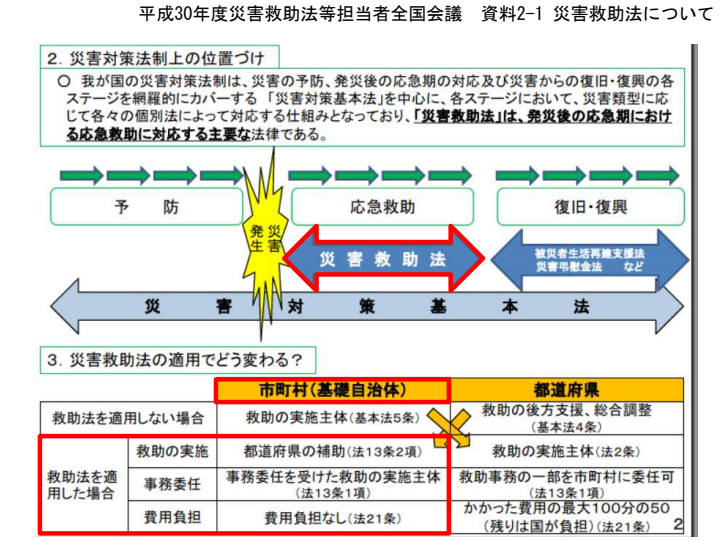 平成30年度災害救助法等担当者全国会議　資料2-1 災害救助法について
２．災害対策法制上の位置づけ
○ 我が国の災害対策法制は、災害の予防、発災後の応急期の対応及び災害からの復旧・復興の各
ステージを網羅的にカバーする 「災害対策基本法」を中心に、各ステージにおいて、災害類型に応
じて各々の個別法によって対応する仕組みとなっており、「災害救助法」は、発災後の応急期におけ
る応急救助に対応する主要な法律である。
予　防
災害
発生
応急救助
復旧・復興
災 害 救 助 法
被災者生活再建支援法
災害弔慰金法　など
災　害　対　策　基　本　法
３．災害救助法の適用でどう変わる？
市町村（基礎自治体）
都道府県
救助法を適用しない場合
救助の実施主体（基本法5条）
救助の後方支援、総合調整
（基本法4条）
救助法を適
用した場合
救助の実施
都道府県の補助（法13条2項）
救助の実施主体（法2条）
事務委任
事務委任を受けた救助の実施主体
（法13条1項）
救助事務の一部を市町村に委任可
（法13条1項）
費用負担
費用負担なし（法21条）
かかった費用の最大100分の50
（残りは国が負担）（法21条）
2